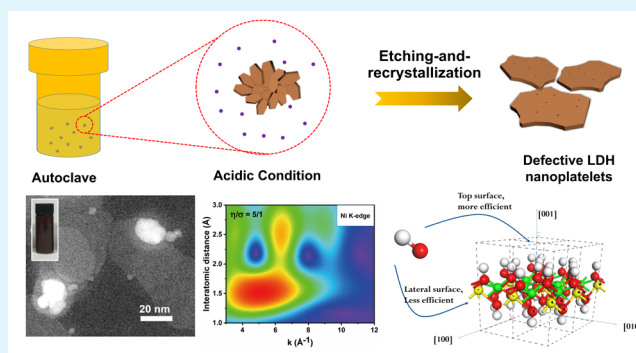 Etching-and-
recrystallization
Autoclave
Acidic Condition
Defective LDH
nanoplatelets
20 nm
η/σ = 5/1
Ni K-edge
Interatomic distance (Å)
3.0
2.5
2.0
1.5
1.0
2
4
6
8
10
12
k (Å⁻¹)
Top surface,
more efficient
Lateral surface,
Less efficient
[001]
[100]
[010